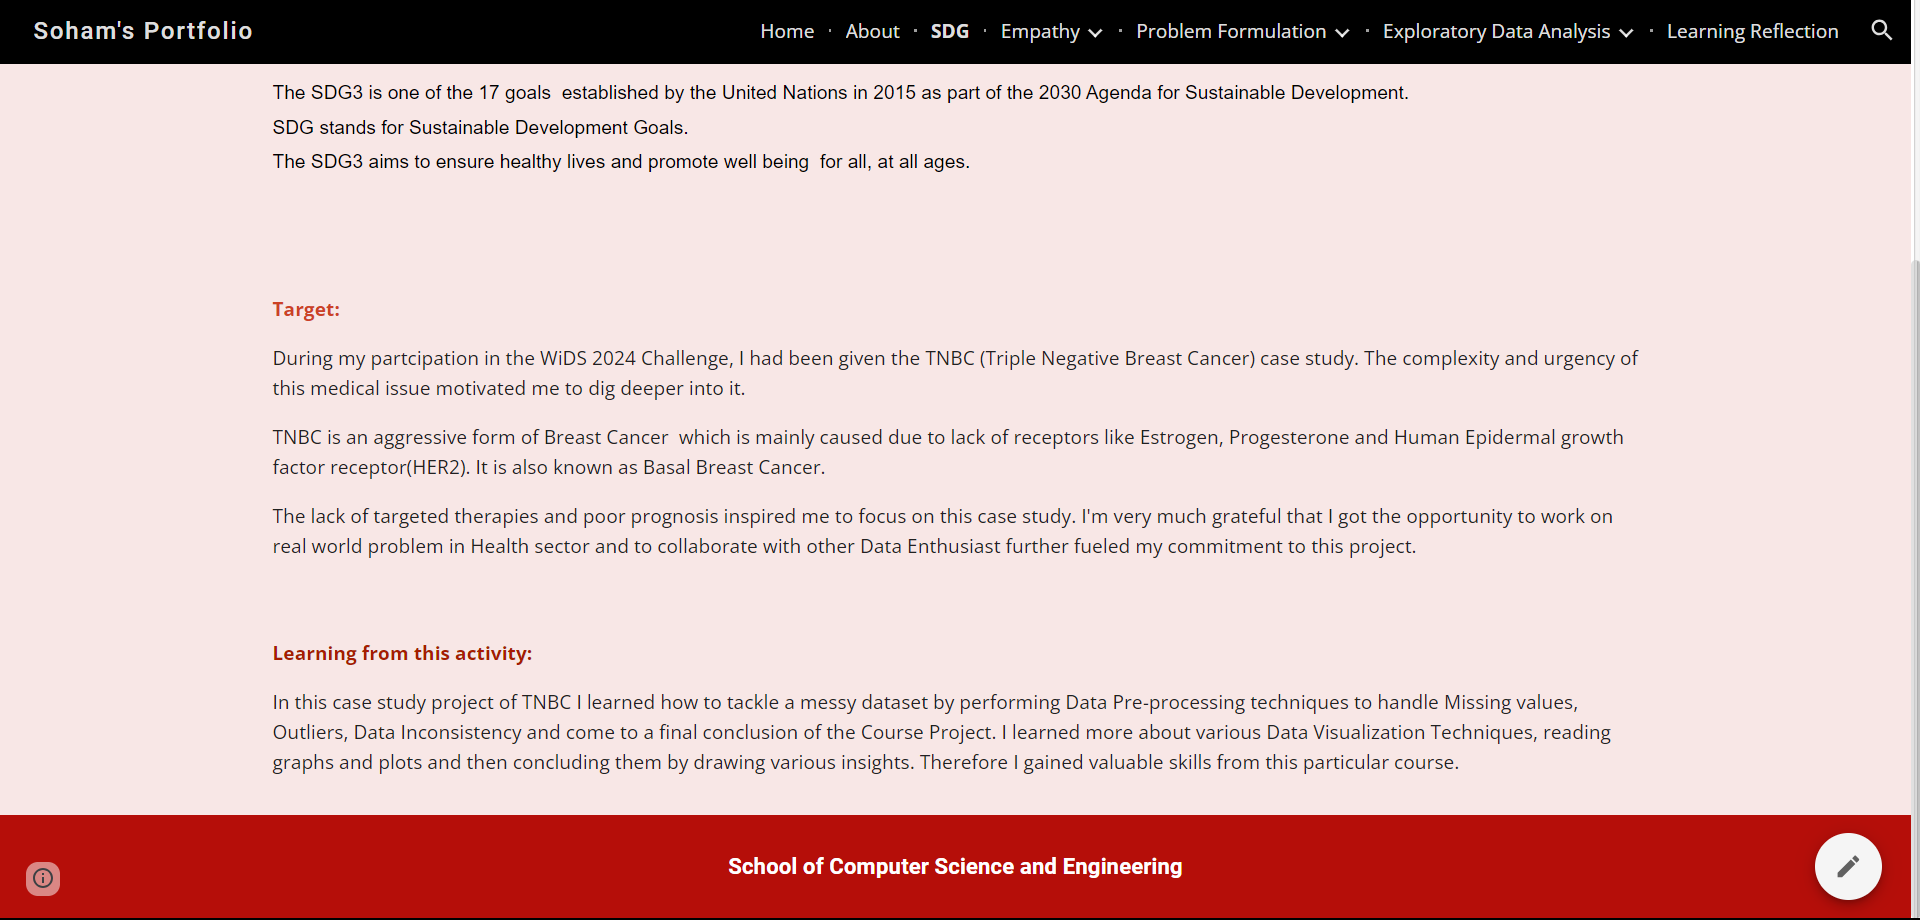 Soham's Portfolio
Home · About · SDG · Empathy · Problem Formulation · Exploratory Data Analysis · Learning Reflection
The SDG3 is one of the 17 goals  established by the United Nations in 2015 as part of the 2030 Agenda for Sustainable Development.
SDG stands for Sustainable Development Goals.
The SDG3 aims to ensure healthy lives and promote well being  for all, at all ages.
Target:
During my partcipation in the WiDS 2024 Challenge, I had been given the TNBC (Triple Negative Breast Cancer) case study. The complexity and urgency of
this medical issue motivated me to dig deeper into it.
TNBC is an aggressive form of Breast Cancer  which is mainly caused due to lack of receptors like Estrogen, Progesterone and Human Epidermal growth
factor receptor(HER2). It is also known as Basal Breast Cancer.
The lack of targeted therapies and poor prognosis inspired me to focus on this case study. I'm very much grateful that I got the opportunity to work on
real world problem in Health sector and to collaborate with other Data Enthusiast further fueled my commitment to this project.
Learning from this activity:
In this case study project of TNBC I learned how to tackle a messy dataset by performing Data Pre-processing techniques to handle Missing values,
Outliers, Data Inconsistency and come to a final conclusion of the Course Project. I learned more about various Data Visualization Techniques, reading
graphs and plots and then concluding them by drawing various insights. Therefore I gained valuable skills from this particular course.
School of Computer Science and Engineering